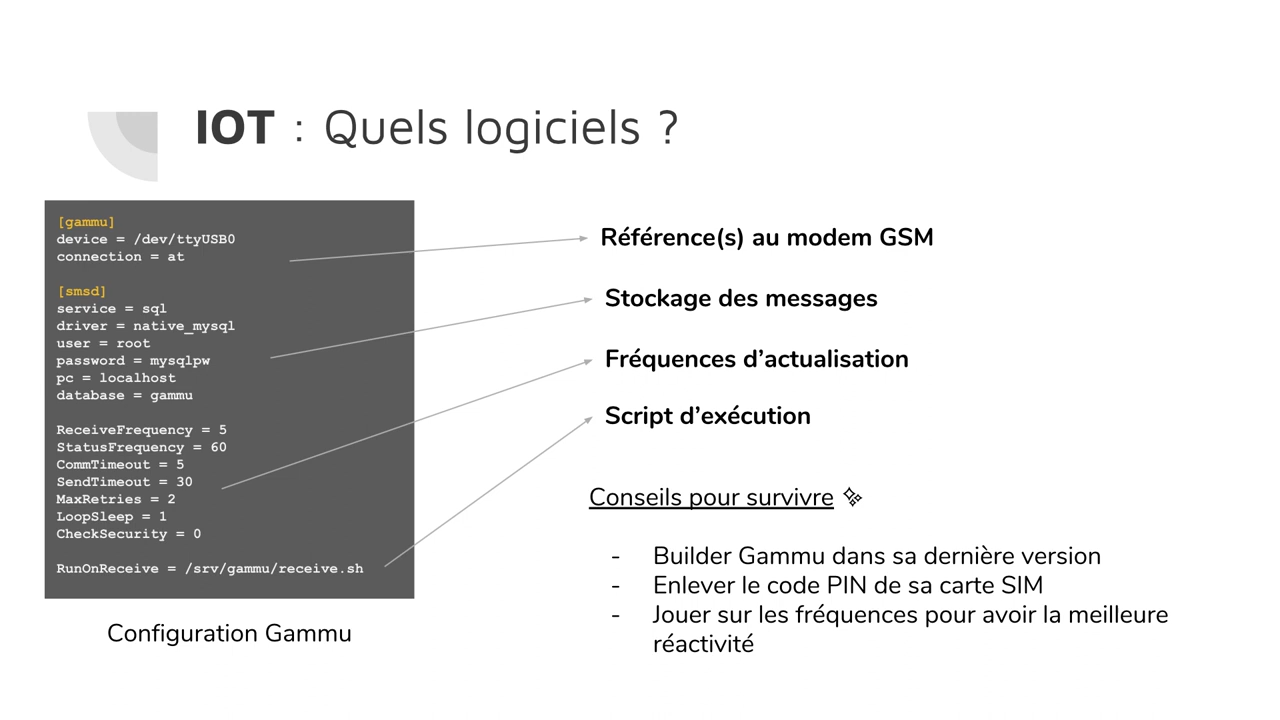 IOT : Quels logiciels ?
[gammu]
device = /dev/ttyUSB0
connection = at
[smsd]
service = sql
driver = native_mysql
user = root
password = mysqlpw
pc = localhost
database = gammu
ReceiveFrequency = 5
StatusFrequency = 60
CommTimeout = 5
SendTimeout = 30
MaxRetries = 2
LoopSleep = 1
CheckSecurity = 0
RunOnReceive = /srv/gammu/receive.sh
Configuration Gammu
Référence(s) au modem GSM
Stockage des messages
Fréquences d’actualisation
Script d’exécution
Conseils pour survivre
- Builder Gammu dans sa dernière version
- Enlever le code PIN de sa carte SIM
- Jouer sur les fréquences pour avoir la meilleure
réactivité